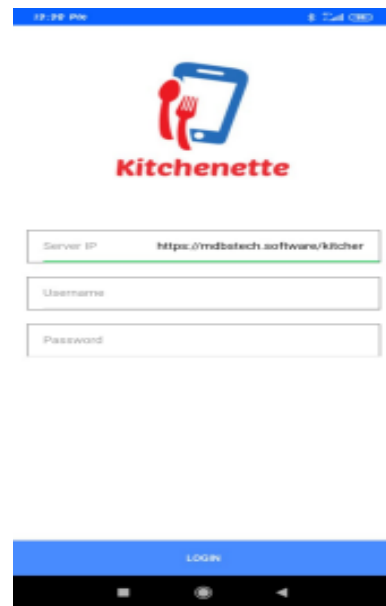 Kitchenette
Server IP https://mdbstech.software/kitcher
Username
Password
LOGIN